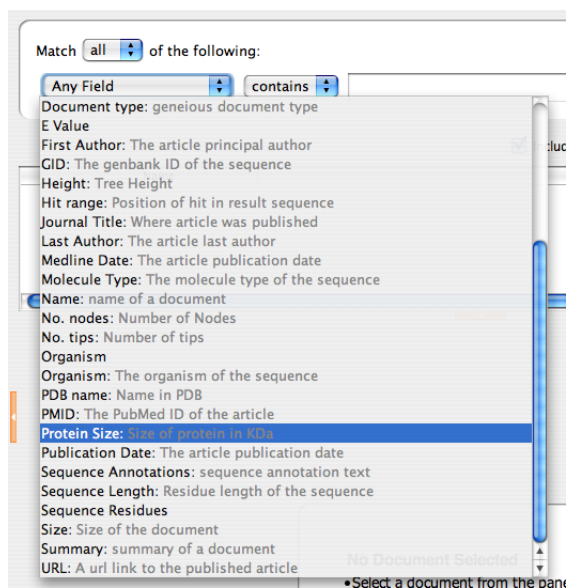 Match all of the following:
Any Field contains
Document type: geneious document type
E Value
First Author: The article principal author
GID: The genbank ID of the sequence
Height: Tree Height
Hit range: Position of hit in result sequence
Journal Title: Where article was published
Last Author: The article last author
Medline Date: The article publication date
Molecule Type: The molecule type of the sequence
Name: name of a document
No. nodes: Number of Nodes
No. tips: Number of tips
Organism
Organism: The organism of the sequence
PDB name: Name in PDB
PMID: The PubMed ID of the article
Protein Size: Size of protein in KDa
Publication Date: The article publication date
Sequence Annotations: sequence annotation text
Sequence Length: Residue length of the sequence
Sequence Residues
Size: Size of the document
Summary: summary of a document
URL: A url link to the published article
No Document Selected
•Select a document from the pane